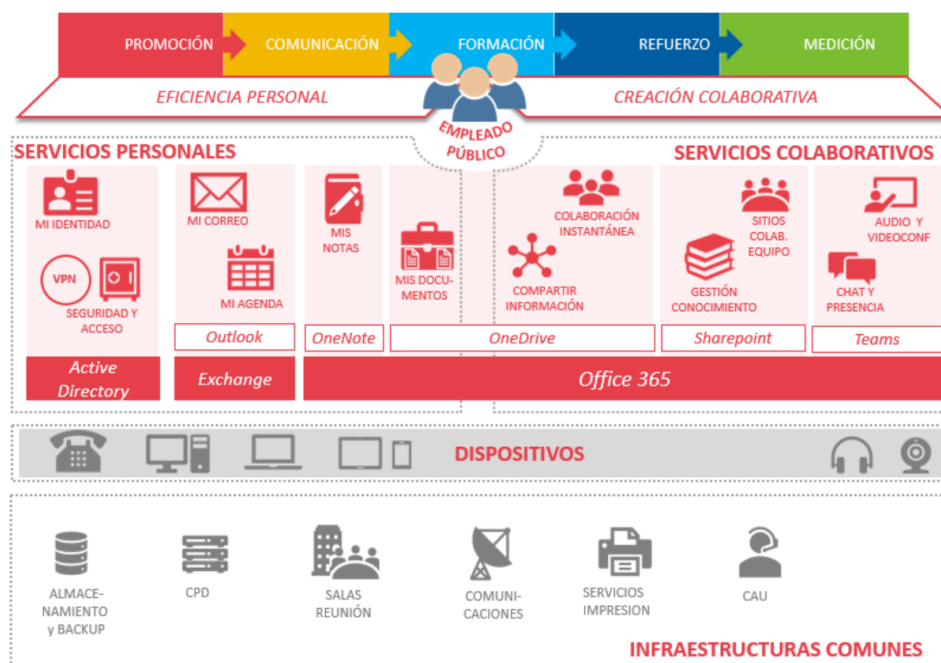 PROMOCIÓN
COMUNICACIÓN
FORMACIÓN
REFUERZO
MEDICIÓN
EFICIENCIA PERSONAL
CREACIÓN COLABORATIVA
EMPLEADO
PÚBLICO
SERVICIOS PERSONALES
SERVICIOS COLABORATIVOS
MI IDENTIDAD
VPN
SEGURIDAD Y
ACCESO
MI CORREO
MI AGENDA
MIS
NOTAS
MIS DOCU-
MENTOS
COLABORACIÓN
INSTANTÁNEA
COMPARTIR
INFORMACIÓN
SITIOS
COLAB.
EQUIPO
GESTIÓN
CONOCIMIENTO
AUDIO Y
VIDEOCONF
CHAT Y
PRESENCIA
Outlook
OneNote
OneDrive
Sharepoint
Teams
Active
Directory
Exchange
Office 365
DISPOSITIVOS
ALMACE-
NAMIENTO
y BACKUP
CPD
SALAS
REUNIÓN
COMUNI-
CACIONES
SERVICIOS
IMPRESION
CAU
INFRAESTRUCTURAS COMUNES